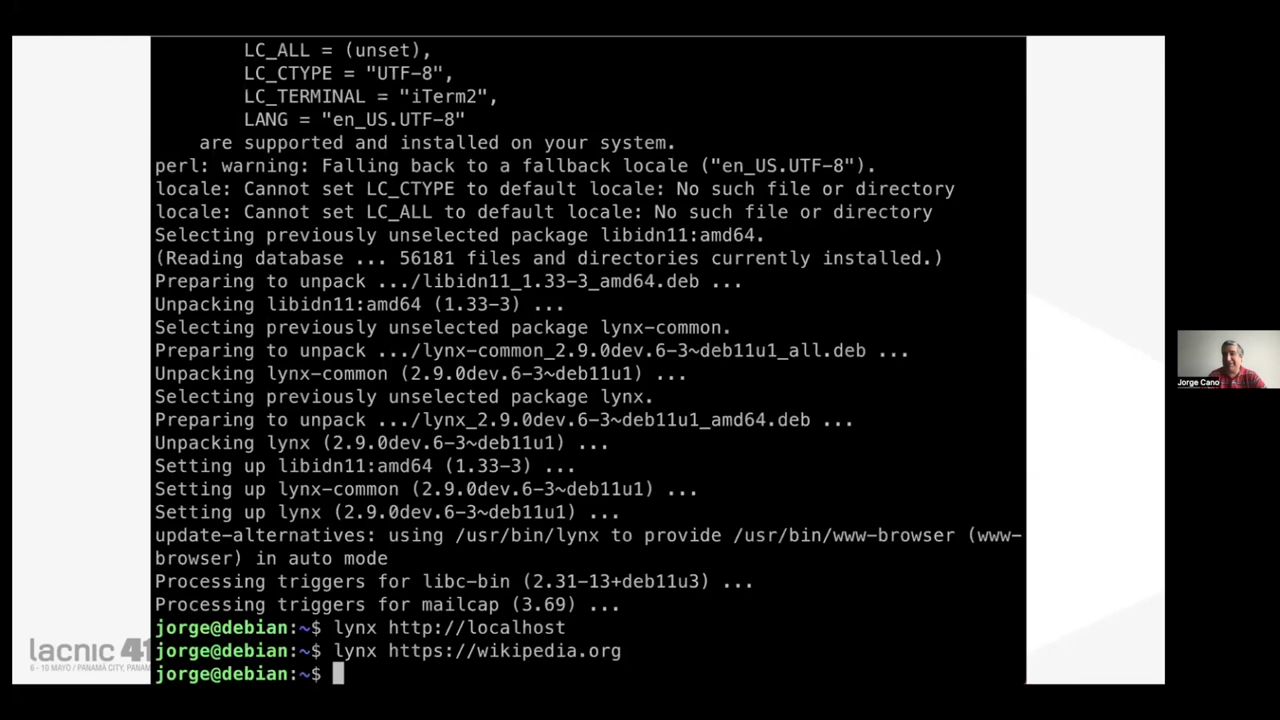 LC_ALL = (unset),
LC_CTYPE = "UTF-8",
LC_TERMINAL = "iTerm2",
LANG = "en_US.UTF-8"
are supported and installed on your system.
perl: warning: Falling back to a fallback locale ("en_US.UTF-8").
locale: Cannot set LC_CTYPE to default locale: No such file or directory
locale: Cannot set LC_ALL to default locale: No such file or directory
Selecting previously unselected package libidn11:amd64.
(Reading database ... 56181 files and directories currently installed.)
Preparing to unpack .../libidn11_1.33-3_amd64.deb ...
Unpacking libidn11:amd64 (1.33-3) ...
Selecting previously unselected package lynx-common.
Preparing to unpack .../lynx-common_2.9.0dev.6-3~deb11u1_all.deb ...
Unpacking lynx-common (2.9.0dev.6-3~deb11u1) ...
Selecting previously unselected package lynx.
Preparing to unpack .../lynx_2.9.0dev.6-3~deb11u1_amd64.deb ...
Unpacking lynx (2.9.0dev.6-3~deb11u1) ...
Setting up libidn11:amd64 (1.33-3) ...
Setting up lynx-common (2.9.0dev.6-3~deb11u1) ...
Setting up lynx (2.9.0dev.6-3~deb11u1) ...
update-alternatives: using /usr/bin/lynx to provide /usr/bin/www-browser (www-
browser) in auto mode
Processing triggers for libc-bin (2.31-13+deb11u3) ...
Processing triggers for mailcap (3.69) ...
jorge@debian:~$ lynx http://localhost
jorge@debian:~$ lynx https://wikipedia.org
jorge@debian:~$
lacnic 41
6 - 10 MAYO / PANAMÁ CITY,
Jorge Cano